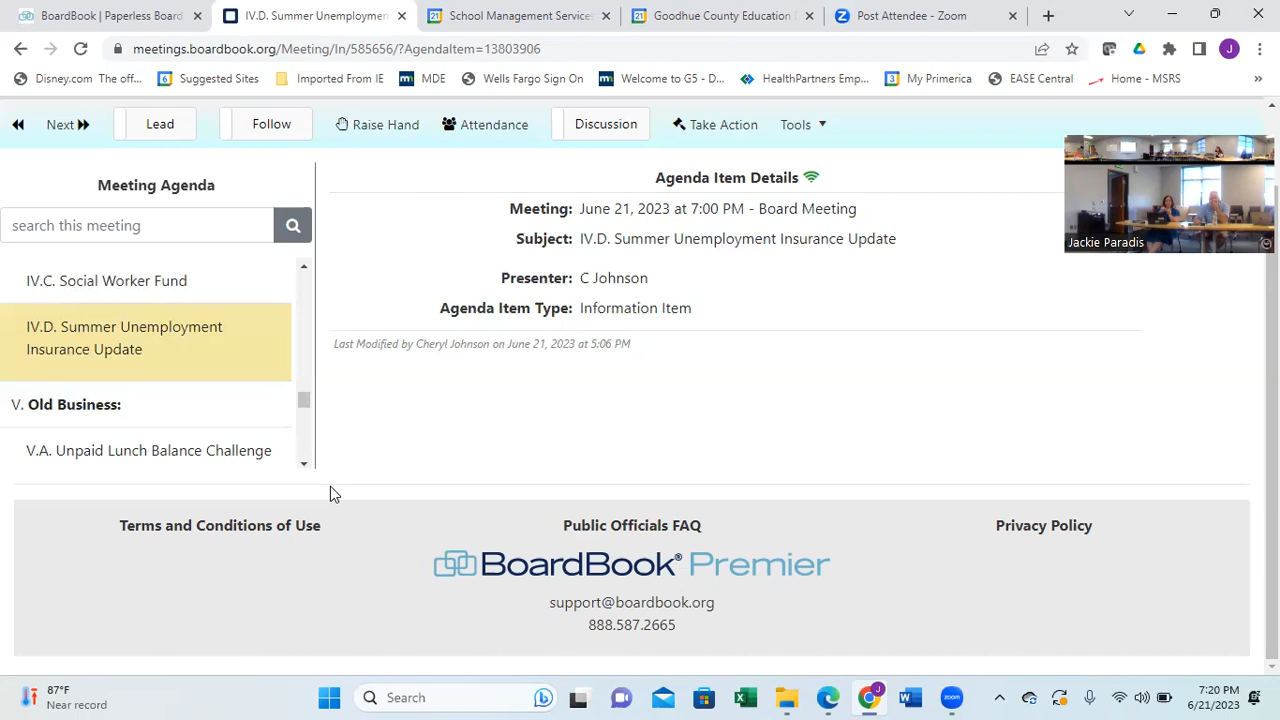 BoardBook | Paperless Board
IV.D. Summer Unemployme
School Management Service
Goodhue County Education
Post Attendee - Zoom
meetings.boardbook.org/Meeting/In/585656/?AgendaItem=13803906
Disney.com The off...
Suggested Sites
Imported From IE
MDE
Wells Fargo Sign On
Welcome to G5 - D...
HealthPartners Emp...
My Primerica
EASE Central
Home - MSRS
»
Next
Lead
Follow
Raise Hand
Attendance
Discussion
Take Action
Tools
Meeting Agenda
search this meeting
IV.C. Social Worker Fund
IV.D. Summer Unemployment
Insurance Update
V. Old Business:
V.A. Unpaid Lunch Balance Challenge
Agenda Item Details
Meeting: June 21, 2023 at 7:00 PM - Board Meeting
Subject: IV.D. Summer Unemployment Insurance Update
Presenter: C Johnson
Agenda Item Type: Information Item
Last Modified by Cheryl Johnson on June 21, 2023 at 5:06 PM
Jackie Paradis
Terms and Conditions of Use
Public Officials FAQ
Privacy Policy
BoardBook® Premier
support@boardbook.org
888.587.2665
87°F
Near record
Search
7:20 PM
6/21/2023